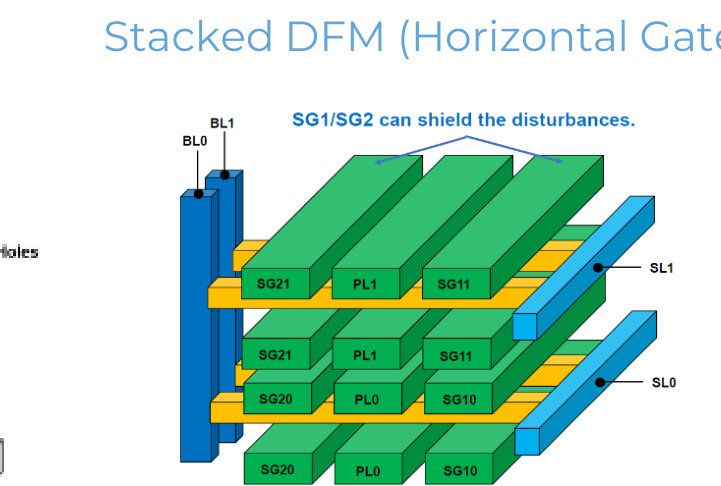 Stacked DFM (Horizontal Gate
SG1/SG2 can shield the disturbances.
BL1
BL0
Holes
SL1
SG21 PL1 SG11
SG21 PL1 SG11
SL0
SG20 PL0 SG10
SG20 PL0 SG10